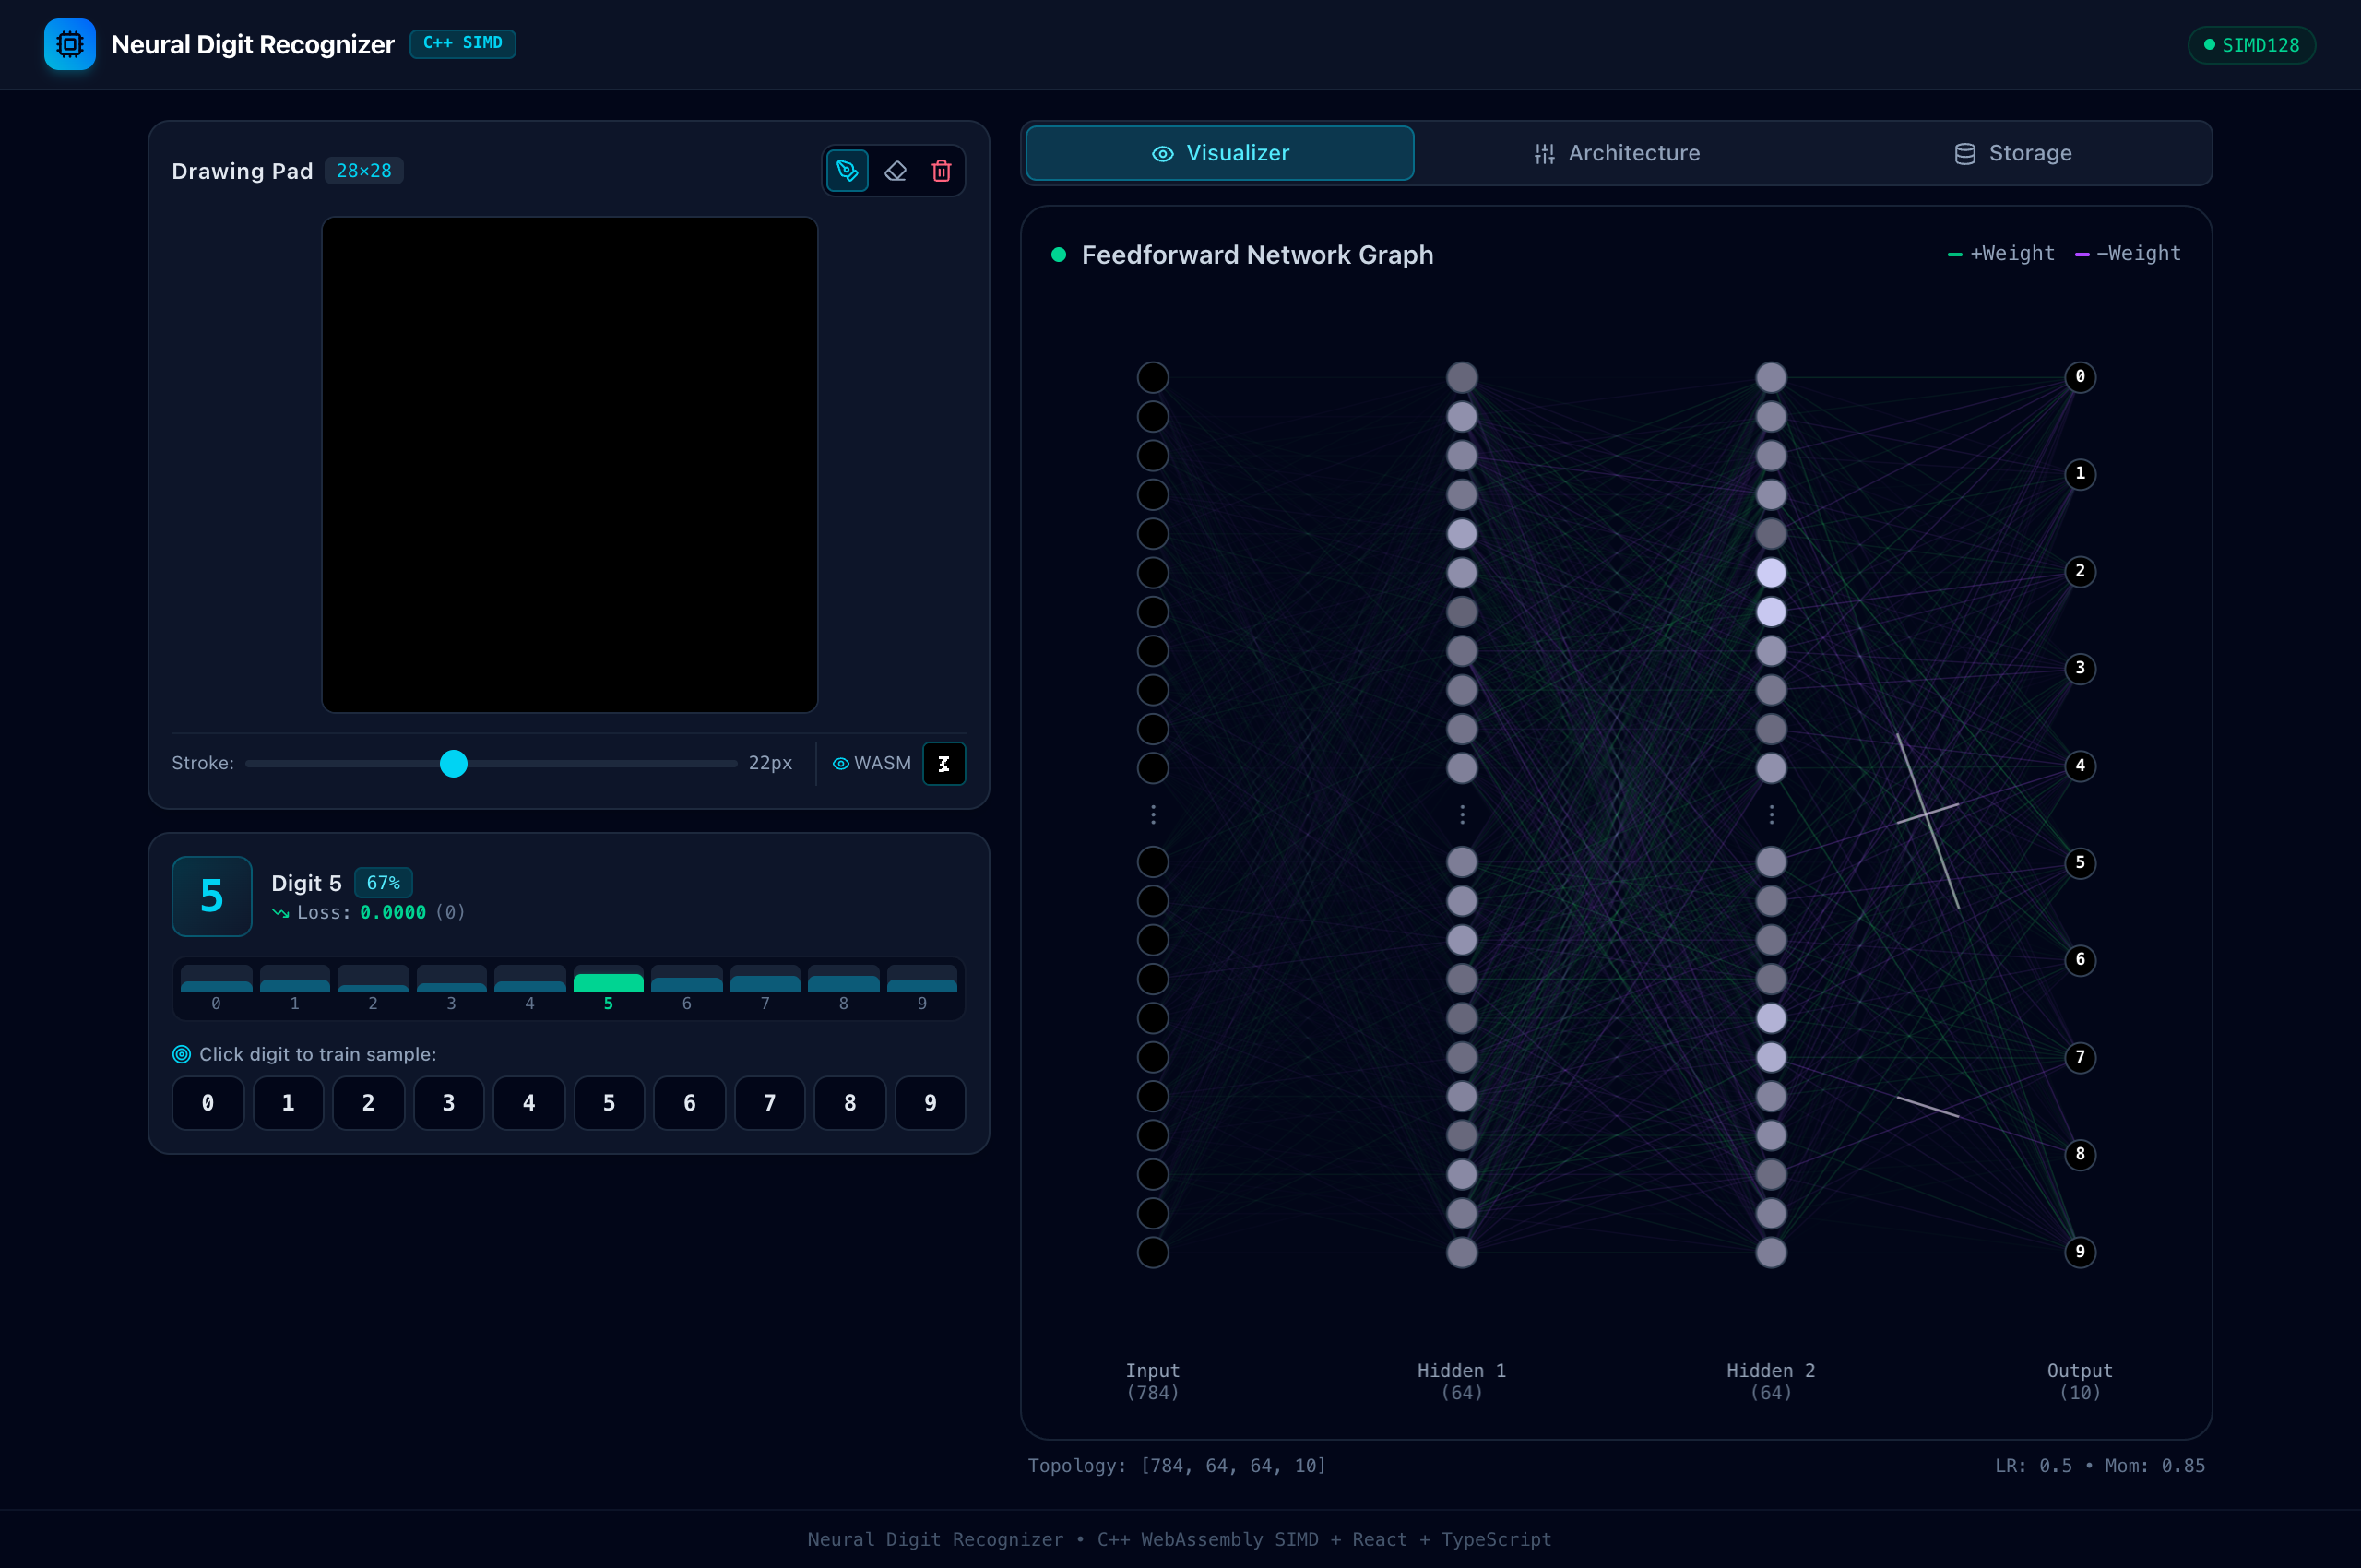 Neural Digit Recognizer C++ SIMD
SIMD128
Drawing Pad 28×28
Stroke: 22px WASM
Digit 5 67%
5
Loss: 0.0000 (0)
0 1 2 3 4 5 6 7 8 9
Click digit to train sample:
0 1 2 3 4 5 6 7 8 9
Visualizer Architecture Storage
Feedforward Network Graph +Weight −Weight
0
1
2
3
4
5
6
7
8
9
Input Hidden 1 Hidden 2 Output
(784) (64) (64) (10)
Topology: [784, 64, 64, 10] LR: 0.5 • Mom: 0.85
Neural Digit Recognizer • C++ WebAssembly SIMD + React + TypeScript